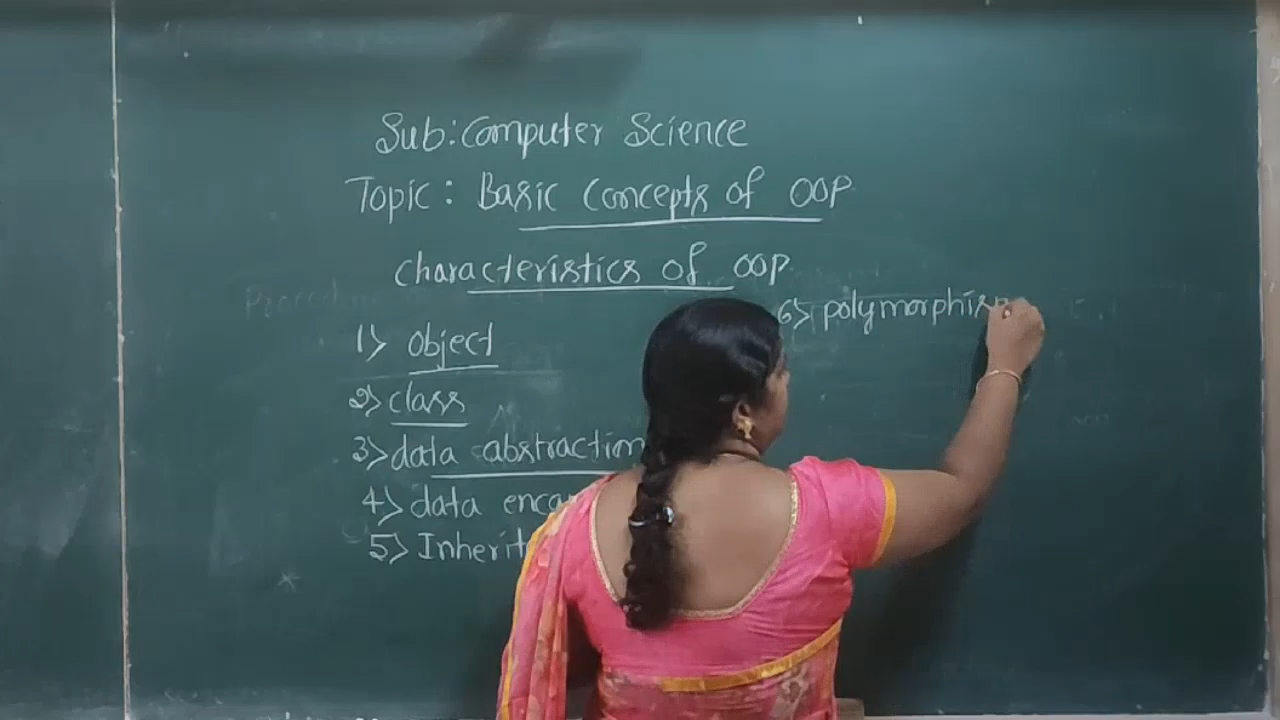 Sub: Computer Science
Topic: Basic Concepts of OOP
characteristics of OOP
1) object
2) class
3) data abstraction
4) data enca
5) Inherit
6) polymorphism